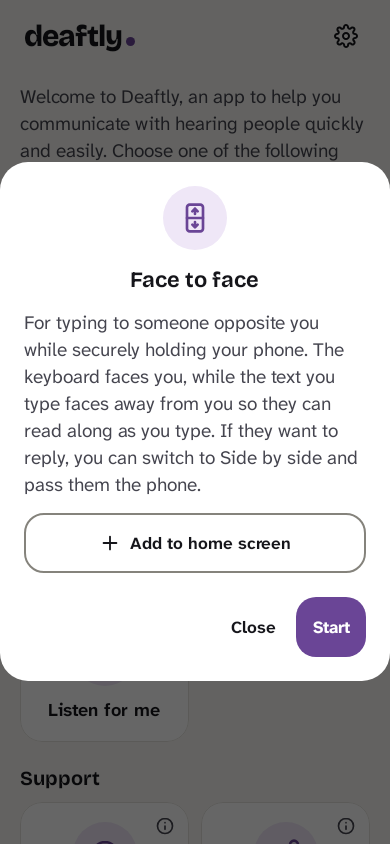 deaftly.
Welcome to Deaftly, an app to help you
communicate with hearing people quickly
and easily. Choose one of the following
Face to face
For typing to someone opposite you
while securely holding your phone. The
keyboard faces you, while the text you
type faces away from you so they can
read along as you type. If they want to
reply, you can switch to Side by side and
pass them the phone.
Add to home screen
Close
Start
Listen for me
Support